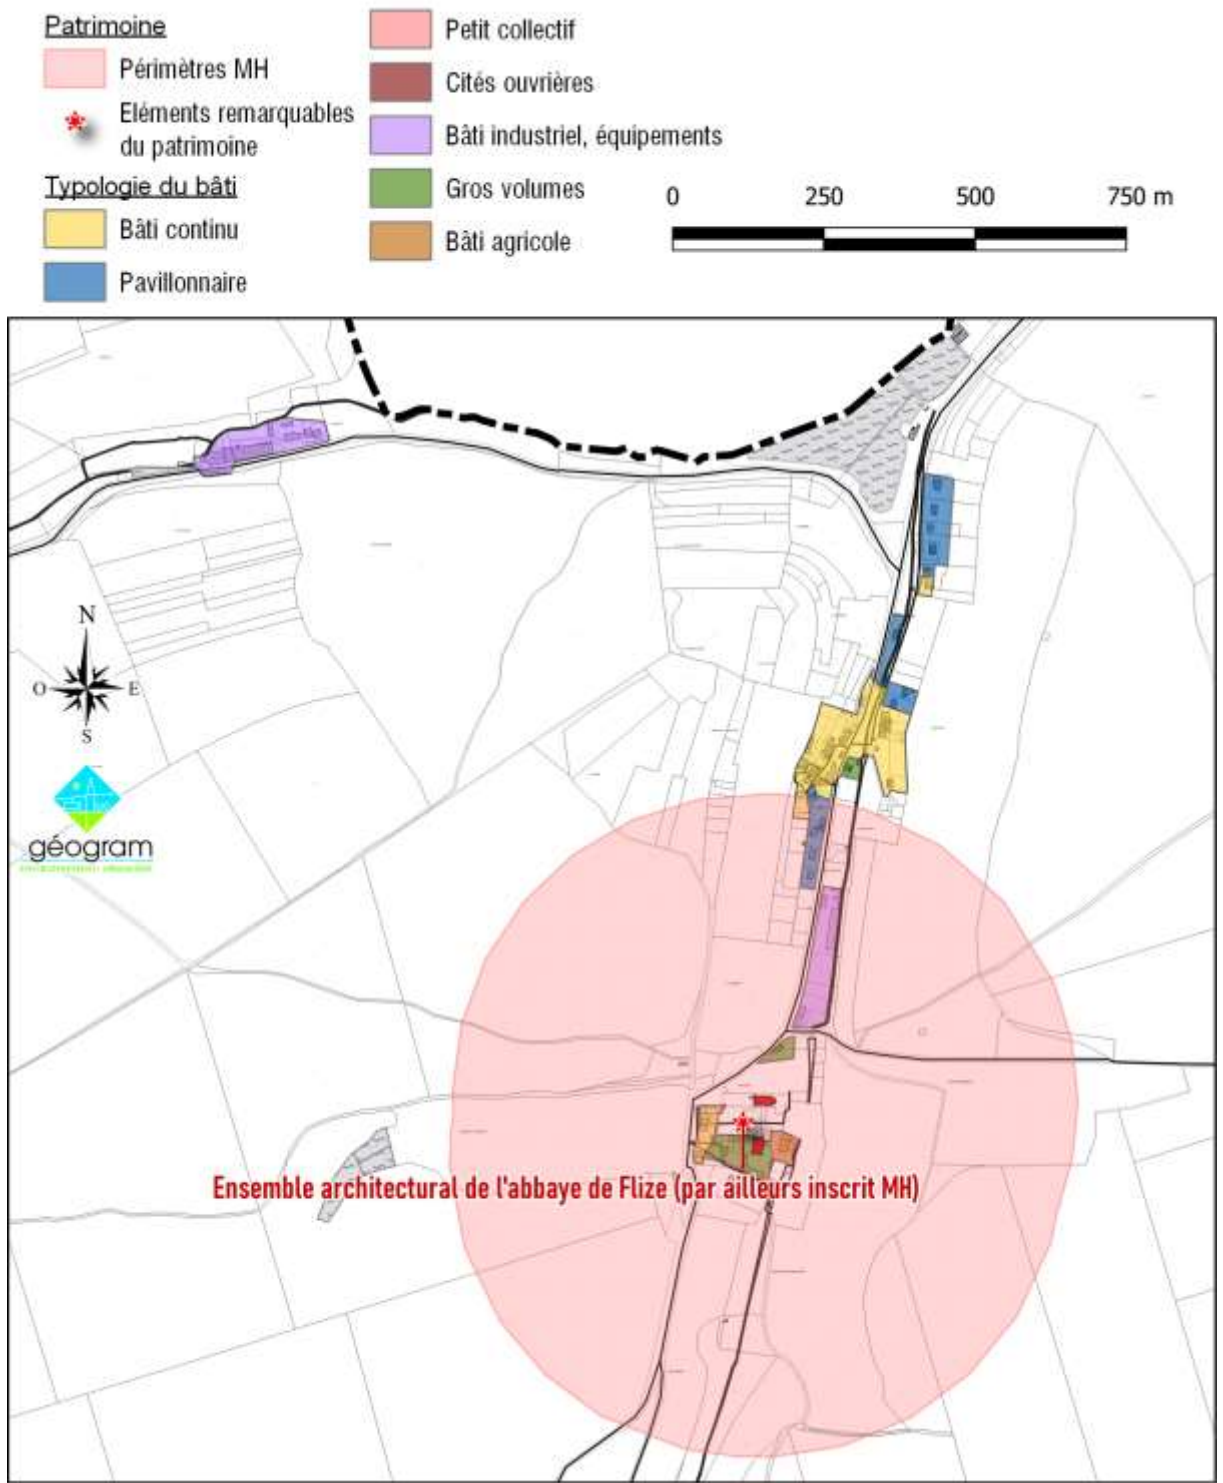 Patrimoine
Périmètres MH
Eléments remarquables
du patrimoine
Typologie du bâti
Bâti continu
Pavillonnaire
Petit collectif
Cités ouvrières
Bâti industriel, équipements
Gros volumes
Bâti agricole
0 250 500 750 m
N
O E
S
géogram
Ensemble architectural de l'abbaye de Flize (par ailleurs inscrit MH)